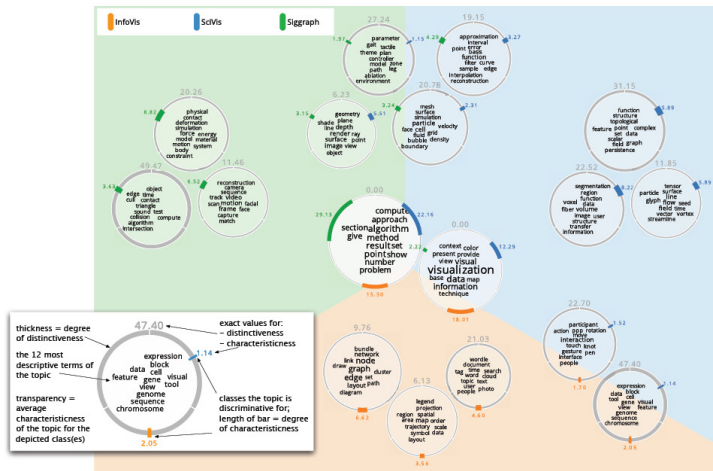 InfoVis
SciVis
Siggraph
27.24
1.15
parameter
gait tactile
theme plan
controller
model zone
path leg
ablation
environment
19.15
4.29
3.27
approximation
interval
point error
basis
function
filter curve
sample edge
interpolation
reconstruction
20.26
6.82
physical
contact
deformation
simulation
force energy
model material
motion system
body
constraint
6.23
3.15
5.51
geometry
plane
shade
line depth
render ray
surface point
image view
object
20.78
3.24
2.31
mesh
surface
simulation
particle
face cell velocity
fluid grid
bubble density
boundary
31.15
5.89
function
structure
topological
feature point complex
set data
scalar
field graph
persistence
49.47
3.63
object
edge time
cull contact
triangle
sound test
collision compute
algorithm
intersection
11.46
9.52
reconstruction
camera
sequence
track video
scan motion facial
frame face
capture
match
22.52
6.22
segmentation
region
function
voxel data
fiber volume
image user
structure
transfer
information
11.85
5.89
tensor
surface
particle line
glyph flow seed
field time
vector vortex
streamline
0.00
29.13
22.16
15.38
compute
approach
section algorithm
give method
result set
point show
number
problem
0.00
2.22
12.29
18.01
context color
present provide
view visual
visualization
base data map
information
technique
9.76
6.62
bundle
network
link node
draw graph cluster
edge set
layout path
diagram
21.03
4.60
wordle
document
time search
tag word cloud
topic text
user
people photo
6.13
3.56
legend
projection
region spatial
area map order
trajectory scale
symbol data
layout
22.70
1.52
1.76
participant
action app rotation
move
interaction
touch knot
gesture pen
interface
people
47.40
1.14
2.05
expression
block
data cell
tool gene visual
view feature
genome
sequence
chromosome
thickness = degree
of distinctiveness
the 12 most
descriptive terms of
the topic
transparency =
average
characteristicness
of the topic for the
depicted class(es)
47.40
1.14
expression
block
data cell
feature gene visual
view tool
genome
sequence
chromosome
2.05
exact values for:
- distinctiveness
- characteristicness
classes the topic is
discriminative for;
length of bar = degree
of characteristicness